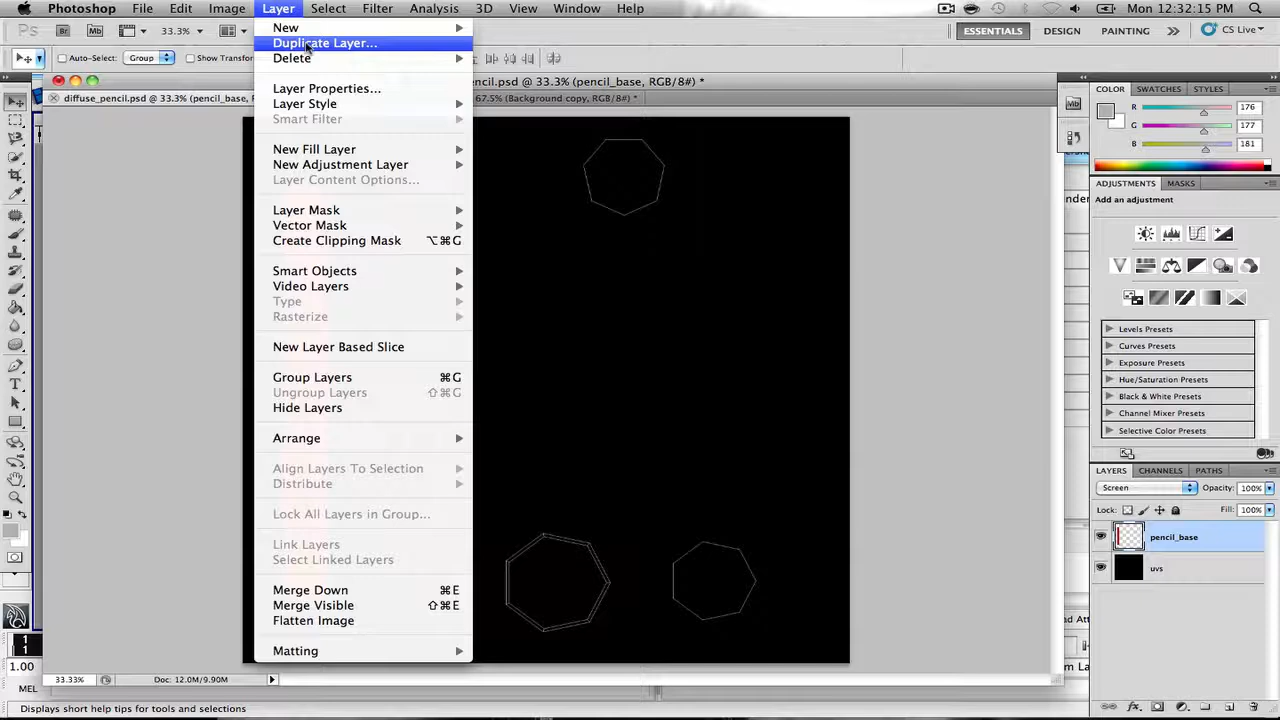 Photoshop File Edit Image Layer Select Filter Analysis 3D View Window Help Mon 12:32:15
Ps Br Mb 33.3% ESSENTIALS DESIGN PAINTING CS Live
Auto-Select: Group Show Transfor
ncil.psd @ 33.3% (pencil_base, RGB/8#) *
diffuse_pencil.psd @ 33.3% (pencil_base, R 67.5% (Background copy, RGB/8#) *
New
Duplicate Layer...
Delete
Layer Properties...
Layer Style
Smart Filter
New Fill Layer
New Adjustment Layer
Layer Content Options...
Layer Mask
Vector Mask
Create Clipping Mask ⌥⌘G
Smart Objects
Video Layers
Type
Rasterize
New Layer Based Slice
Group Layers ⌘G
Ungroup Layers ⇧⌘G
Hide Layers
Arrange
Align Layers To Selection
Distribute
Lock All Layers in Group...
Link Layers
Select Linked Layers
Merge Down ⌘E
Merge Visible ⇧⌘E
Flatten Image
Matting
COLOR SWATCHES STYLES
R 176
G 177
B 181
ADJUSTMENTS MASKS
Add an adjustment
Levels Presets
Curves Presets
Exposure Presets
Hue/Saturation Presets
Black & White Presets
Channel Mixer Presets
Selective Color Presets
LAYERS CHANNELS PATHS
Screen Opacity: 100%
Lock: Fill: 100%
pencil_base
uvs
33.33% Doc: 12.0M/9.90M
1
1
1.00
MEL
Displays short help tips for tools and selections